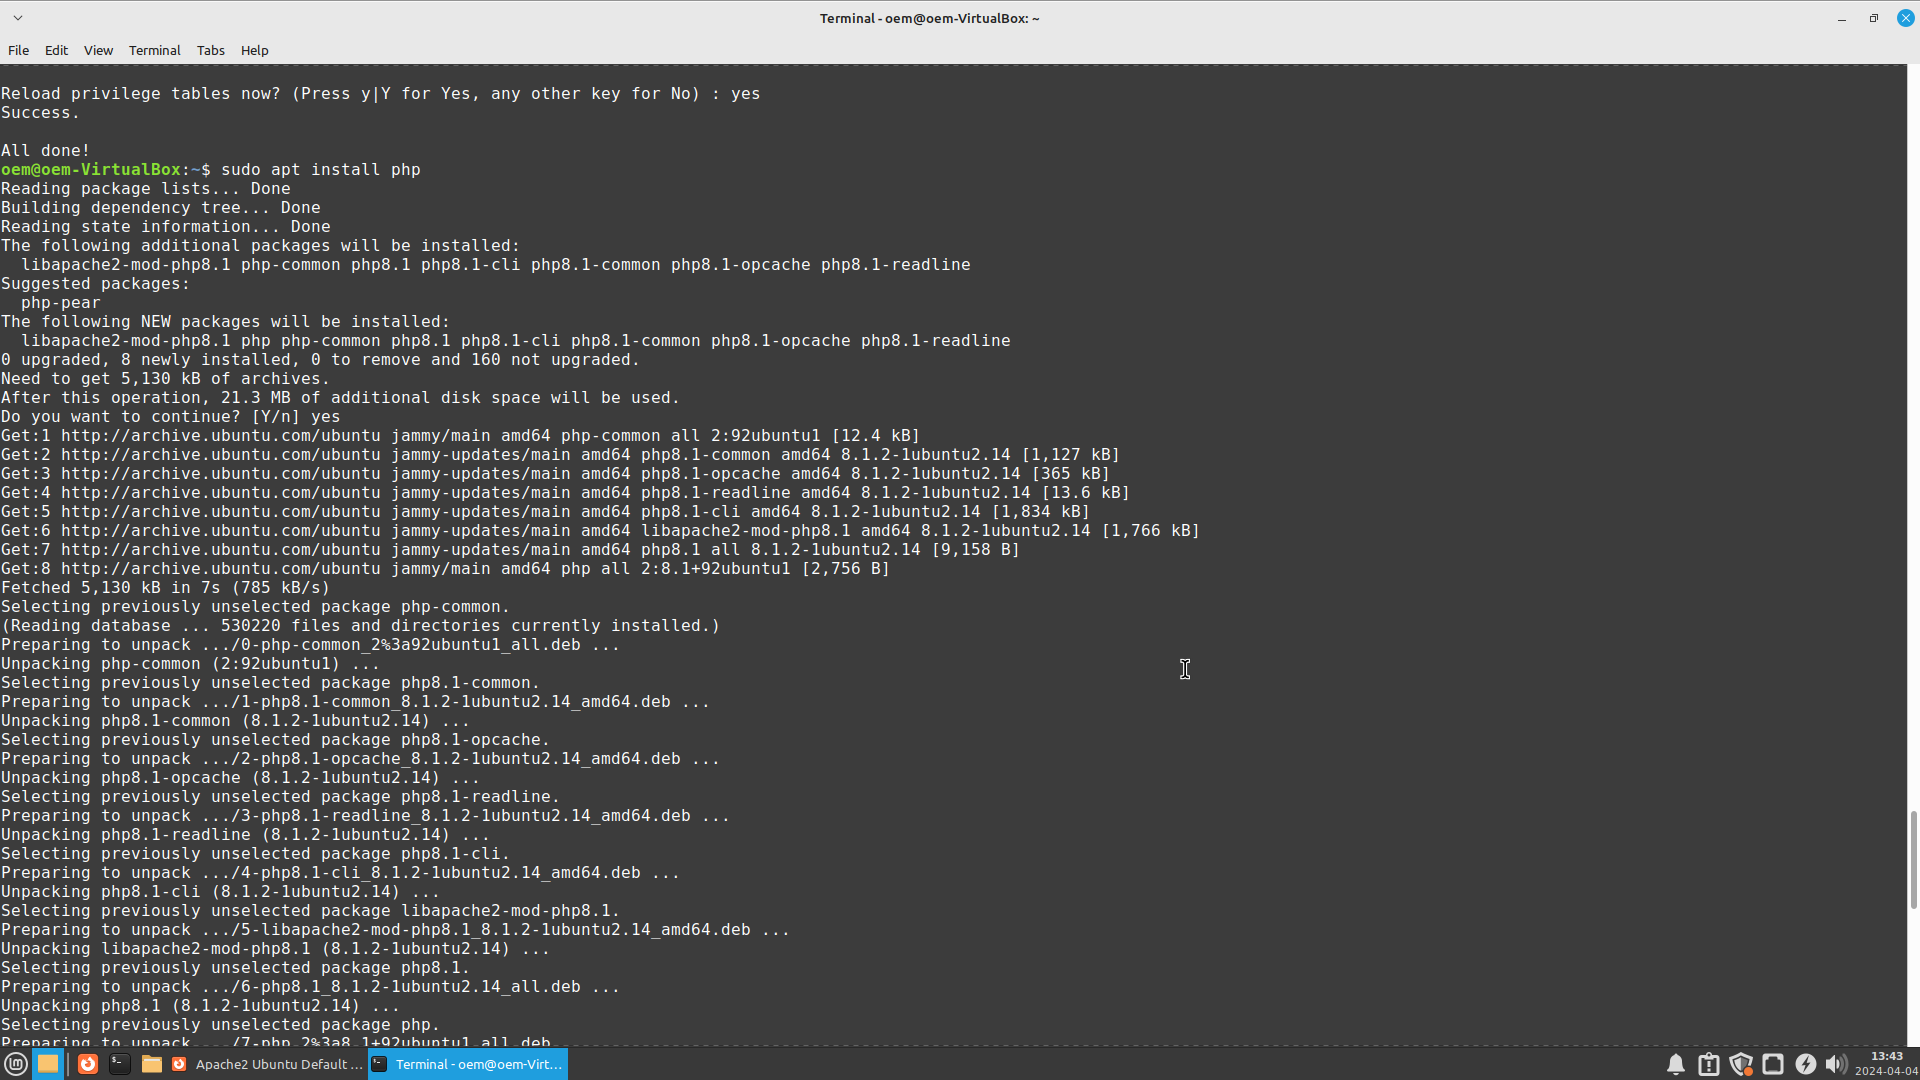 Terminal - oem@oem-VirtualBox: ~
File Edit View Terminal Tabs Help
Reload privilege tables now? (Press y|Y for Yes, any other key for No) : yes
Success.
All done!
oem@oem-VirtualBox:~$ sudo apt install php
Reading package lists... Done
Building dependency tree... Done
Reading state information... Done
The following additional packages will be installed:
  libapache2-mod-php8.1 php-common php8.1 php8.1-cli php8.1-common php8.1-opcache php8.1-readline
Suggested packages:
  php-pear
The following NEW packages will be installed:
  libapache2-mod-php8.1 php php-common php8.1 php8.1-cli php8.1-common php8.1-opcache php8.1-readline
0 upgraded, 8 newly installed, 0 to remove and 160 not upgraded.
Need to get 5,130 kB of archives.
After this operation, 21.3 MB of additional disk space will be used.
Do you want to continue? [Y/n] yes
Get:1 http://archive.ubuntu.com/ubuntu jammy/main amd64 php-common all 2:92ubuntu1 [12.4 kB]
Get:2 http://archive.ubuntu.com/ubuntu jammy-updates/main amd64 php8.1-common amd64 8.1.2-1ubuntu2.14 [1,127 kB]
Get:3 http://archive.ubuntu.com/ubuntu jammy-updates/main amd64 php8.1-opcache amd64 8.1.2-1ubuntu2.14 [365 kB]
Get:4 http://archive.ubuntu.com/ubuntu jammy-updates/main amd64 php8.1-readline amd64 8.1.2-1ubuntu2.14 [13.6 kB]
Get:5 http://archive.ubuntu.com/ubuntu jammy-updates/main amd64 php8.1-cli amd64 8.1.2-1ubuntu2.14 [1,834 kB]
Get:6 http://archive.ubuntu.com/ubuntu jammy-updates/main amd64 libapache2-mod-php8.1 amd64 8.1.2-1ubuntu2.14 [1,766 kB]
Get:7 http://archive.ubuntu.com/ubuntu jammy-updates/main amd64 php8.1 all 8.1.2-1ubuntu2.14 [9,158 B]
Get:8 http://archive.ubuntu.com/ubuntu jammy/main amd64 php all 2:8.1+92ubuntu1 [2,756 B]
Fetched 5,130 kB in 7s (785 kB/s)
Selecting previously unselected package php-common.
(Reading database ... 530220 files and directories currently installed.)
Preparing to unpack .../0-php-common_2%3a92ubuntu1_all.deb ...
Unpacking php-common (2:92ubuntu1) ...
Selecting previously unselected package php8.1-common.
Preparing to unpack .../1-php8.1-common_8.1.2-1ubuntu2.14_amd64.deb ...
Unpacking php8.1-common (8.1.2-1ubuntu2.14) ...
Selecting previously unselected package php8.1-opcache.
Preparing to unpack .../2-php8.1-opcache_8.1.2-1ubuntu2.14_amd64.deb ...
Unpacking php8.1-opcache (8.1.2-1ubuntu2.14) ...
Selecting previously unselected package php8.1-readline.
Preparing to unpack .../3-php8.1-readline_8.1.2-1ubuntu2.14_amd64.deb ...
Unpacking php8.1-readline (8.1.2-1ubuntu2.14) ...
Selecting previously unselected package php8.1-cli.
Preparing to unpack .../4-php8.1-cli_8.1.2-1ubuntu2.14_amd64.deb ...
Unpacking php8.1-cli (8.1.2-1ubuntu2.14) ...
Selecting previously unselected package libapache2-mod-php8.1.
Preparing to unpack .../5-libapache2-mod-php8.1_8.1.2-1ubuntu2.14_amd64.deb ...
Unpacking libapache2-mod-php8.1 (8.1.2-1ubuntu2.14) ...
Selecting previously unselected package php8.1.
Preparing to unpack .../6-php8.1_8.1.2-1ubuntu2.14_all.deb ...
Unpacking php8.1 (8.1.2-1ubuntu2.14) ...
Selecting previously unselected package php.
Preparing to unpack .../7-php_2%3a8.1+92ubuntu1_all.deb ...
Apache2 Ubuntu Default ...
Terminal - oem@oem-Virt...
13:43
2024-04-04